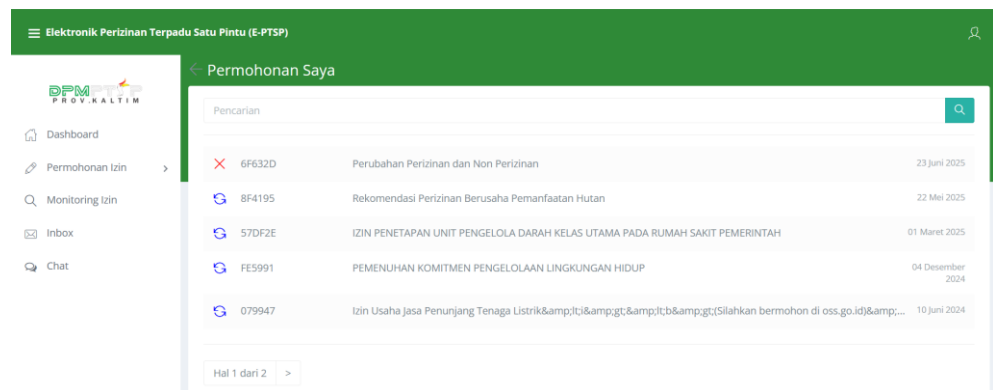 Elektronik Perizinan Terpadu Satu Pintu (E-PTSP)
Permohonan Saya
DPMPTSP
PROV.KALTIM
Dashboard
Permohonan Izin >
Monitoring Izin
Inbox
Chat
Pencarian
6F632D Perubahan Perizinan dan Non Perizinan 23 Juni 2025
8F4195 Rekomendasi Perizinan Berusaha Pemanfaatan Hutan 22 Mei 2025
57DF2E IZIN PENETAPAN UNIT PENGELOLA DARAH KELAS UTAMA PADA RUMAH SAKIT PEMERINTAH 01 Maret 2025
FE5991 PEMENUHAN KOMITMEN PENGELOLAAN LINGKUNGAN HIDUP 04 Desember
2024
079947 Izin Usaha Jasa Penunjang Tenaga Listrik&amp;lt;i&amp;gt;&amp;lt;b&amp;gt;(Silahkan bermohon di oss.go.id)&amp;... 10 Juni 2024
Hal 1 dari 2 >